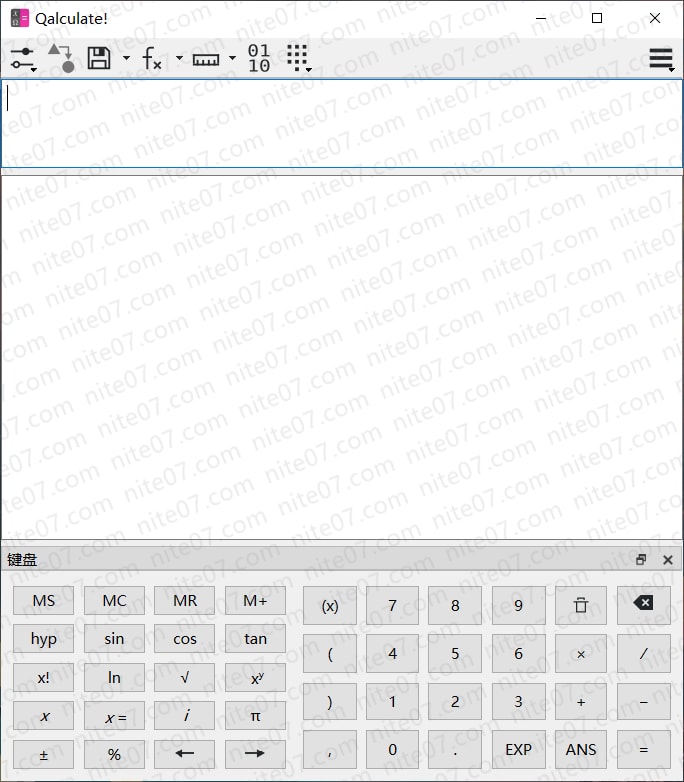 Qalculate!
01
10
键盘
MS MC MR M+ (x) 7 8 9
hyp sin cos tan ( 4 5 6 × ∕
x! ln √ xʸ ) 1 2 3 + −
x x = i π , 0 . EXP ANS =
± %
nite07.com